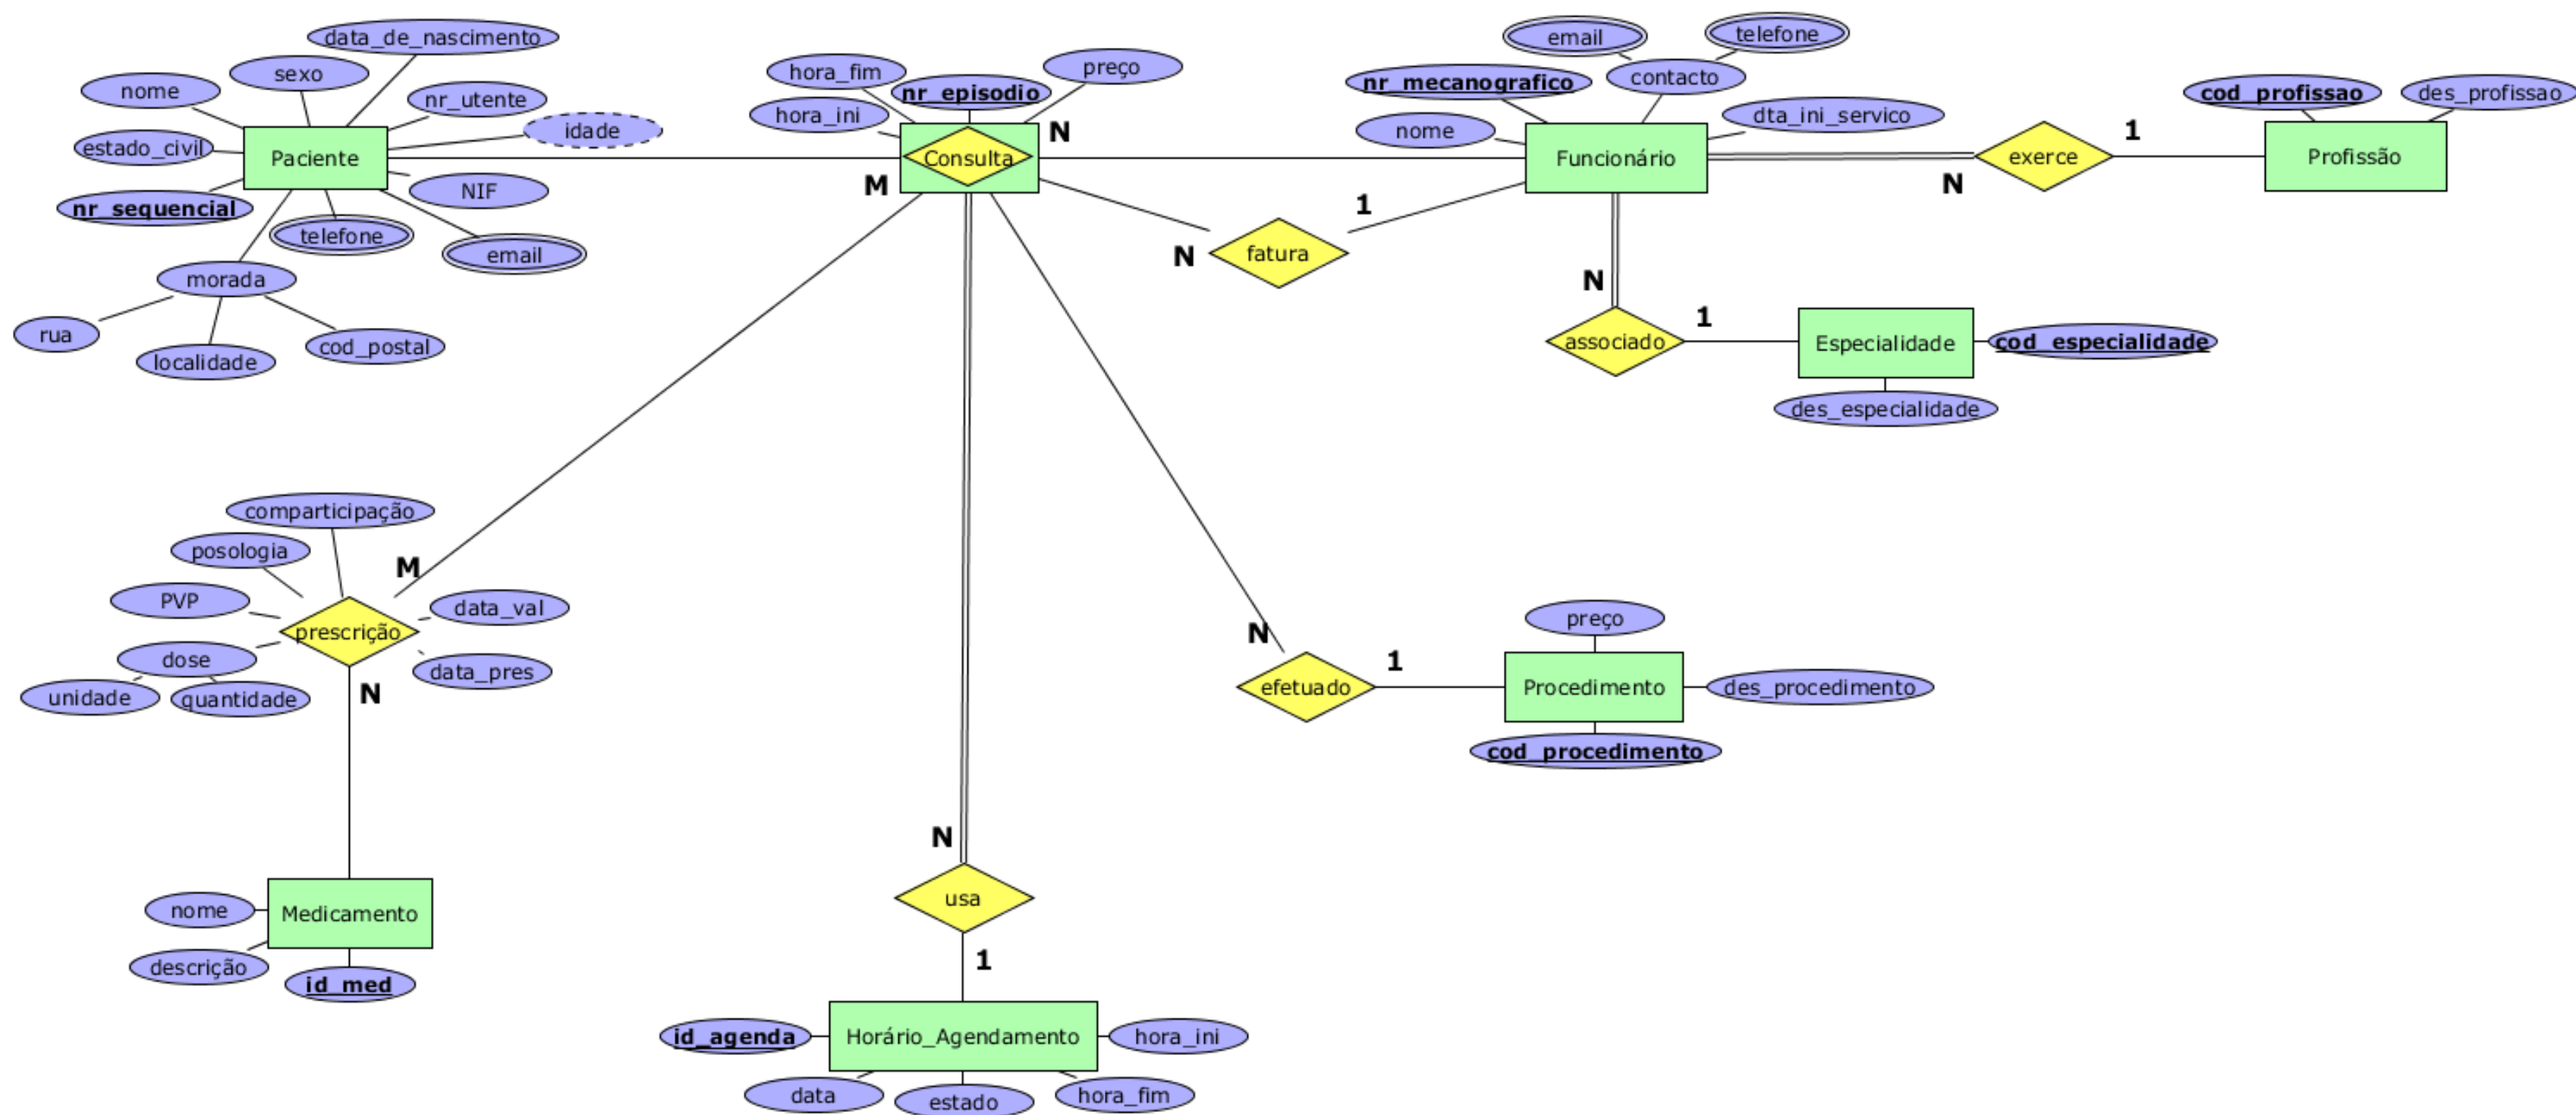 data_de_nascimento
sexo
nome
nr_utente
idade
estado_civil
Paciente
NIF
nr_sequencial
telefone
email
morada
rua
localidade
cod_postal
hora_fim
preço
nr_episodio
hora_ini
N
Consulta
M
email
telefone
contacto
nr_mecanografico
dta_ini_servico
nome
Funcionário
exerce
N
1
cod_profissao
des_profissao
Profissão
1
fatura
N
N
associado
1
Especialidade
cod_especialidade
des_especialidade
comparticipação
posologia
M
PVP
data_val
prescrição
dose
data_pres
unidade
quantidade
N
nome
Medicamento
descrição
id_med
N
efetuado
1
preço
Procedimento
des_procedimento
cod_procedimento
N
usa
1
id_agenda
Horário_Agendamento
hora_ini
data
estado
hora_fim